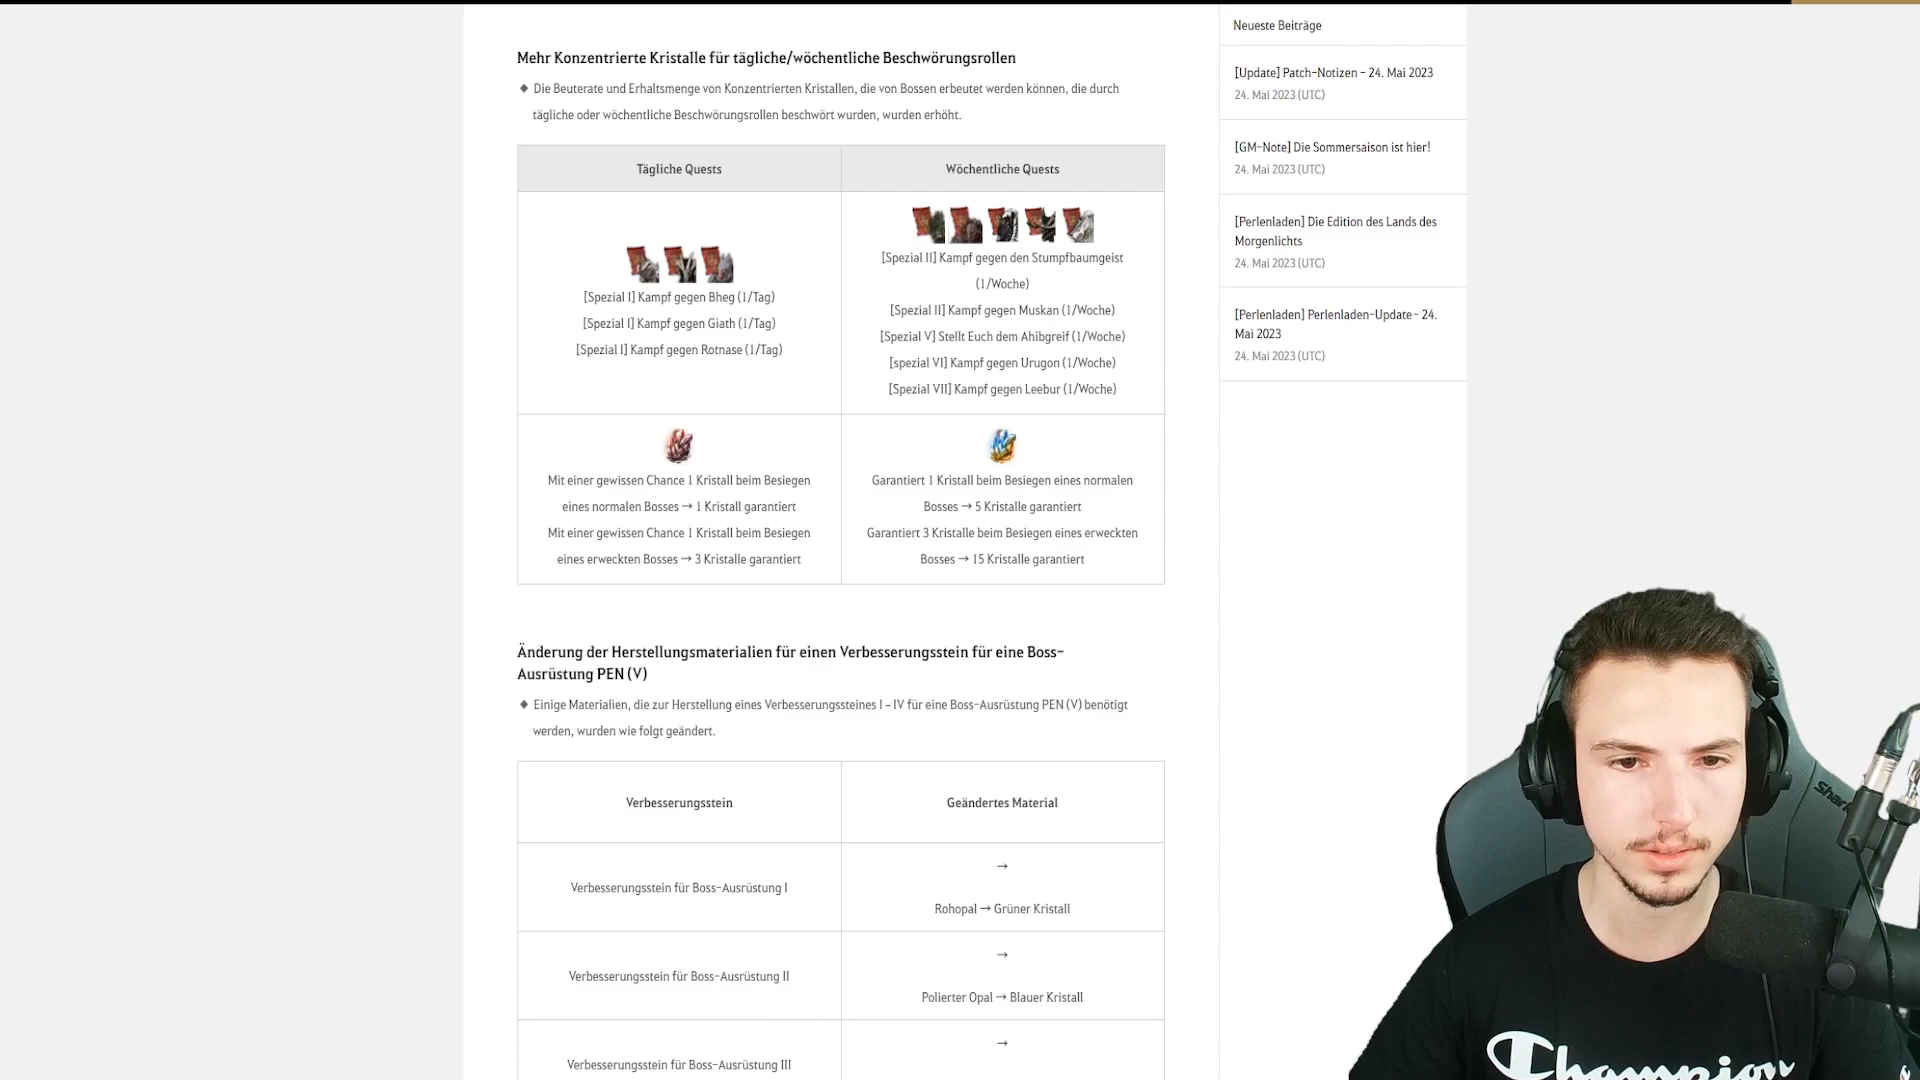 Mehr Konzentrierte Kristalle für tägliche/wöchentliche Beschwörungsrollen
◆ Die Beuterate und Erhaltsmenge von Konzentrierten Kristallen, die von Bossen erbeutet werden können, die durch
tägliche oder wöchentliche Beschwörungsrollen beschwört wurden, wurden erhöht.
Tägliche Quests
Wöchentliche Quests
[Spezial I] Kampf gegen Bheg (1/Tag)
[Spezial I] Kampf gegen Giath (1/Tag)
[Spezial I] Kampf gegen Rotnase (1/Tag)
[Spezial II] Kampf gegen den Stumpfbaumgeist
(1/Woche)
[Spezial II] Kampf gegen Muskan (1/Woche)
[Spezial V] Stellt Euch dem Ahibgreif (1/Woche)
[spezial VI] Kampf gegen Urugon (1/Woche)
[Spezial VII] Kampf gegen Leebur (1/Woche)
Mit einer gewissen Chance 1 Kristall beim Besiegen
eines normalen Bosses → 1 Kristall garantiert
Mit einer gewissen Chance 1 Kristall beim Besiegen
eines erweckten Bosses → 3 Kristalle garantiert
Garantiert 1 Kristall beim Besiegen eines normalen
Bosses → 5 Kristalle garantiert
Garantiert 3 Kristalle beim Besiegen eines erweckten
Bosses → 15 Kristalle garantiert
Änderung der Herstellungsmaterialien für einen Verbesserungsstein für eine Boss-
Ausrüstung PEN (V)
◆ Einige Materialien, die zur Herstellung eines Verbesserungssteines I – IV für eine Boss-Ausrüstung PEN (V) benötigt
werden, wurden wie folgt geändert.
Verbesserungsstein
Geändertes Material
Verbesserungsstein für Boss-Ausrüstung I
→
Rohopal → Grüner Kristall
Verbesserungsstein für Boss-Ausrüstung II
→
Polierter Opal → Blauer Kristall
Verbesserungsstein für Boss-Ausrüstung III
→
Neueste Beiträge
[Update] Patch-Notizen - 24. Mai 2023
24. Mai 2023 (UTC)
[GM-Note] Die Sommersaison ist hier!
24. Mai 2023 (UTC)
[Perlenladen] Die Edition des Lands des
Morgenlichts
24. Mai 2023 (UTC)
[Perlenladen] Perlenladen-Update - 24.
Mai 2023
24. Mai 2023 (UTC)
Champion